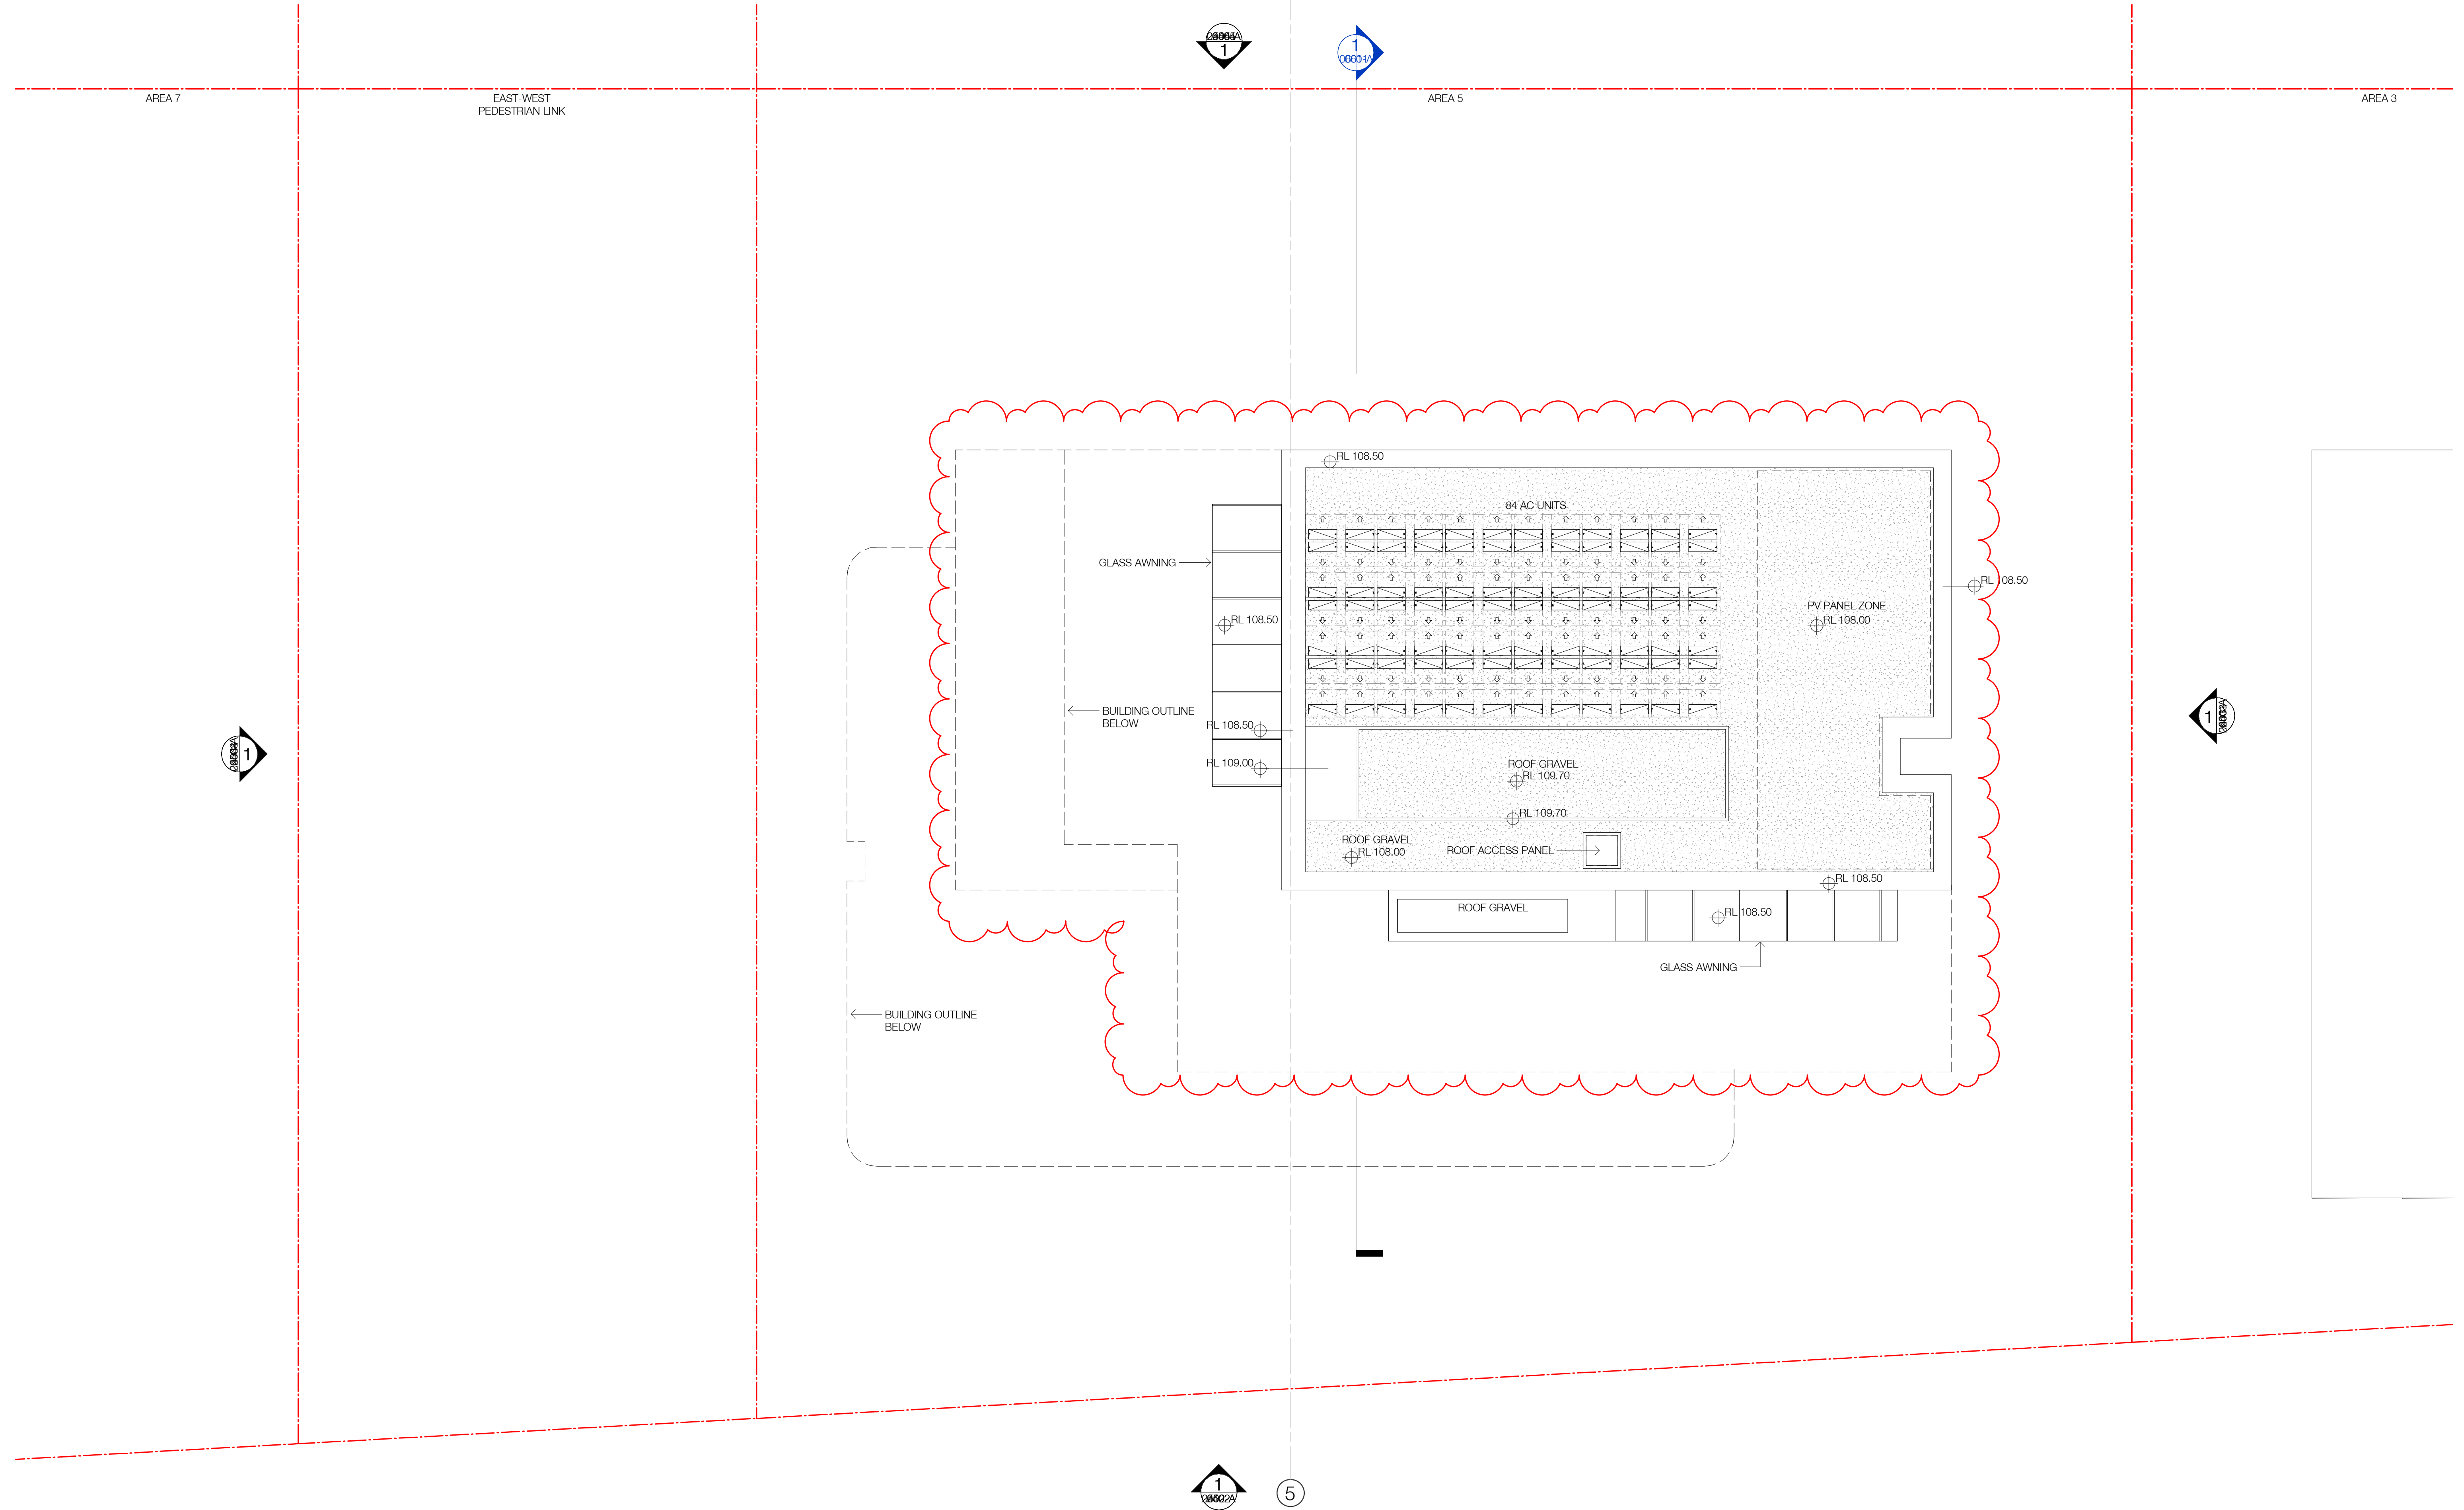 1
1
AREA 7
EAST-WEST
PEDESTRIAN LINK
AREA 5
AREA 3
RL 108.50
84 AC UNITS
GLASS AWNING
RL 108.50
PV PANEL ZONE
RL 108.00
RL 108.50
BUILDING OUTLINE
BELOW
RL 108.50
1
1
RL 109.00
ROOF GRAVEL
RL 109.70
RL 109.70
ROOF GRAVEL
RL 108.00
ROOF ACCESS PANEL
RL 108.50
ROOF GRAVEL
RL 108.50
GLASS AWNING
BUILDING OUTLINE
BELOW
1
5